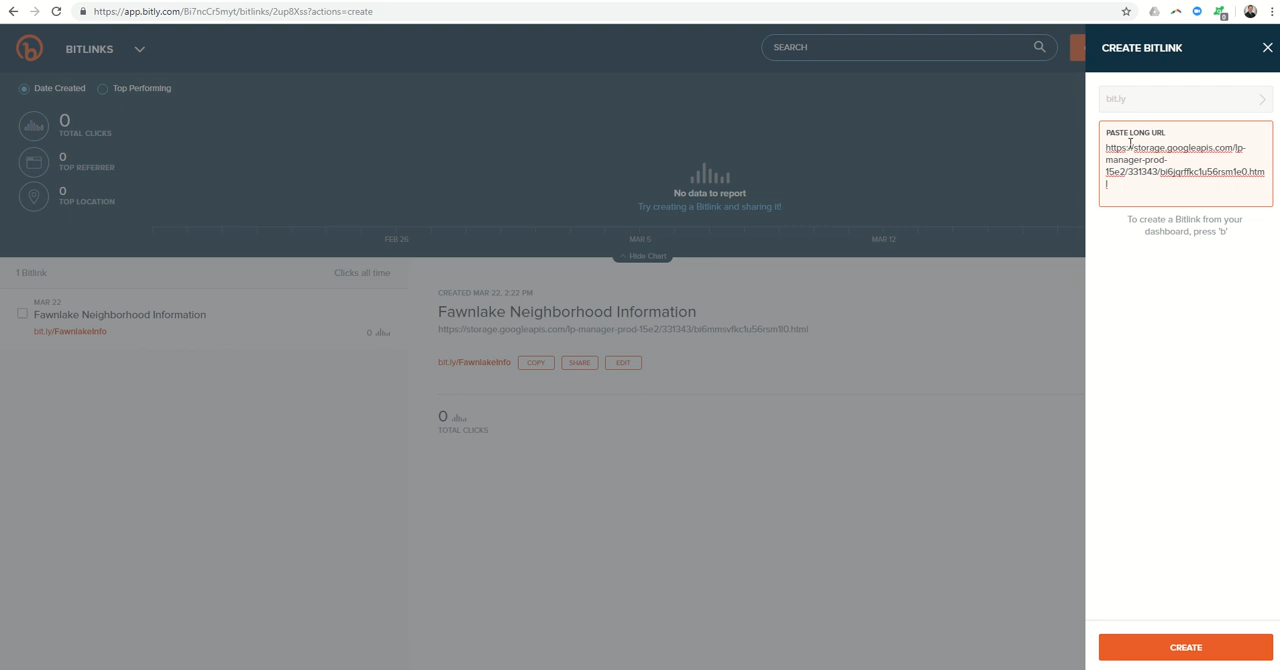 https://app.bitly.com/Bi7ncCr5myt/bitlinks/2up8Xss?actions=create
BITLINKS
SEARCH
CREATE BITLINK
Date Created
Top Performing
0
TOTAL CLICKS
0
TOP REFERRER
0
TOP LOCATION
No data to report
Try creating a Bitlink and sharing it!
FEB 26
MAR 5
MAR 12
Hide Chart
1 Bitlink
Clicks all time
MAR 22
Fawnlake Neighborhood Information
bit.ly/FawnlakeInfo
0
CREATED MAR 22, 2:22 PM
Fawnlake Neighborhood Information
https://storage.googleapis.com/lp-manager-prod-15e2/331343/bi6mmsvfkc1u56rsm1l0.html
bit.ly/FawnlakeInfo
COPY
SHARE
EDIT
0
TOTAL CLICKS
bit.ly
PASTE LONG URL
https://storage.googleapis.com/lp-
manager-prod-
15e2/331343/bi6jqrffkc1u56rsm1e0.htm
l
To create a Bitlink from your
dashboard, press 'b'
CREATE